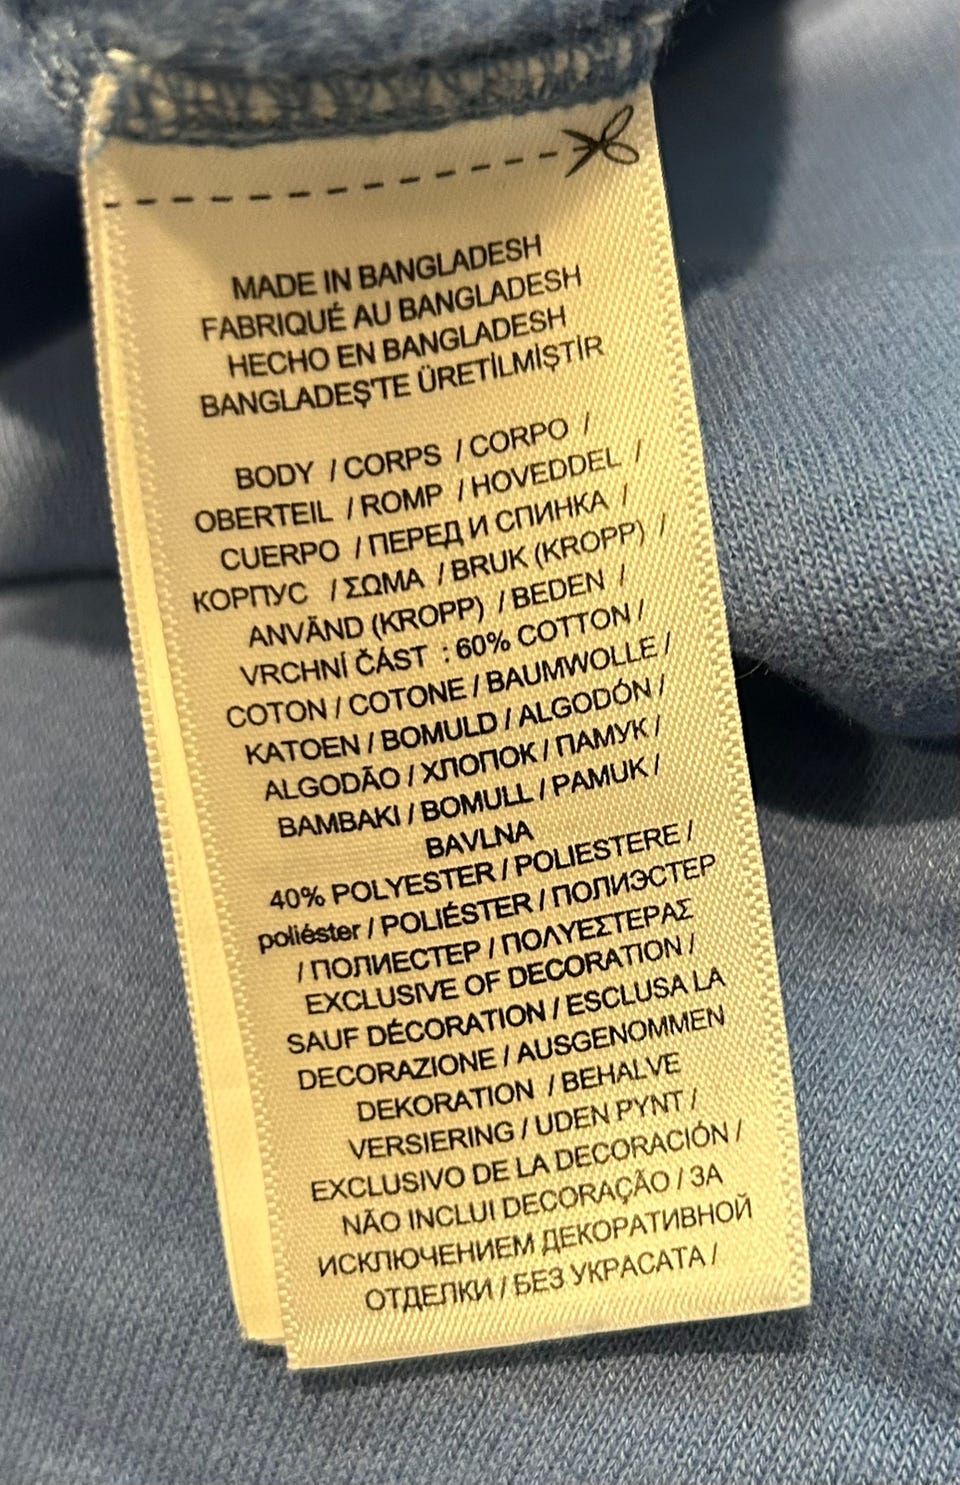 MADE IN BANGLADESH
FABRIQUÉ AU BANGLADESH
HECHO EN BANGLADESH
BANGLADEŞ'TE ÜRETİLMİŞTİR
BODY / CORPS / CORPO /
OBERTEIL / ROMP / HOVEDDEL /
CUERPO / ПЕРЕД И СПИНКА /
КОРПУС / ΣΩΜΑ / BRUK (KROPP) /
ANVÄND (KROPP) / BEDEN /
VRCHNÍ ČÁST : 60% COTTON /
COTON / COTONE / BAUMWOLLE /
KATOEN / BOMULD / ALGODÓN /
ALGODÃO / ХЛОПОК / ПАМУК /
BAMBAKI / BOMULL / PAMUK /
BAVLNA
40% POLYESTER / POLIESTERE /
poliéster / POLIÉSTER / ПОЛИЭСТЕР
/ ПОЛИЕСТЕР / ΠΟΛΥΕΣΤΕΡΑΣ
EXCLUSIVE OF DECORATION /
SAUF DÉCORATION / ESCLUSA LA
DECORAZIONE / AUSGENOMMEN
DEKORATION / BEHALVE
VERSIERING / UDEN PYNT /
EXCLUSIVO DE LA DECORACIÓN /
NÃO INCLUI DECORAÇÃO / ЗА
ИСКЛЮЧЕНИЕМ ДЕКОРАТИВНОЙ
ОТДЕЛКИ / БЕЗ УКРАСАТА /